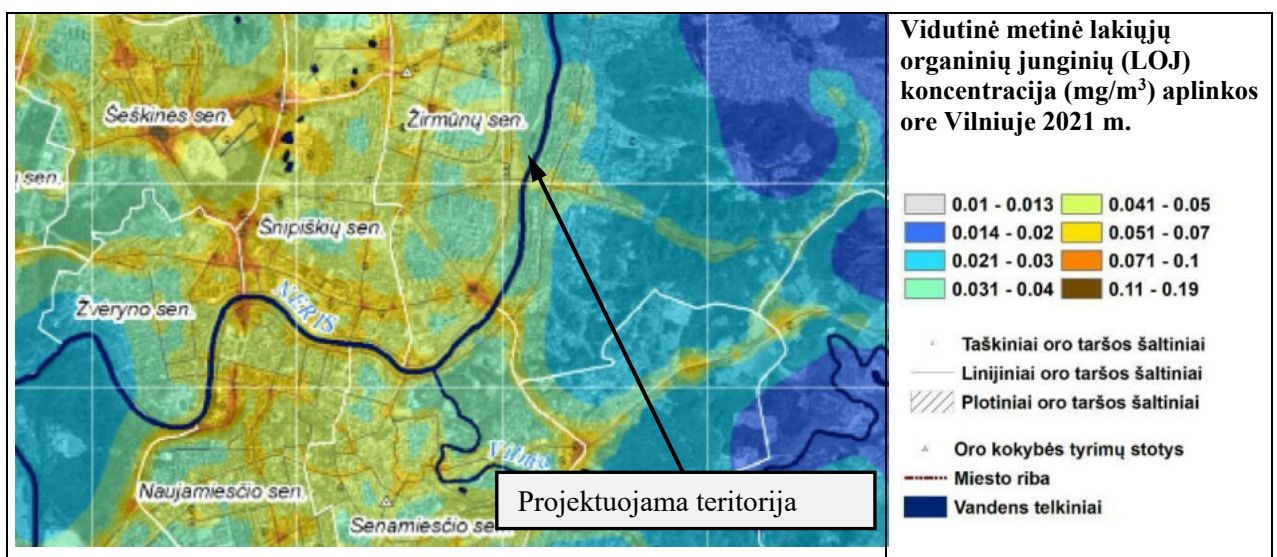 Vidutinė metinė lakiųjų
organinių junginių (LOJ)
koncentracija (mg/m³) aplinkos
ore Vilniuje 2021 m.
Šeškinės sen.
Žirmūnų sen.
sen.
Šnipiškių sen.
Žvėryno sen.
NERIS
Vilnia
Naujamiesčio sen.
Senamiesčio sen.
Projektuojama teritorija
0.01 - 0.013
0.014 - 0.02
0.021 - 0.03
0.031 - 0.04
0.041 - 0.05
0.051 - 0.07
0.071 - 0.1
0.11 - 0.19
Taškiniai oro taršos šaltiniai
Linijiniai oro taršos šaltiniai
Plotiniai oro taršos šaltiniai
Oro kokybės tyrimų stotys
Miesto riba
Vandens telkiniai